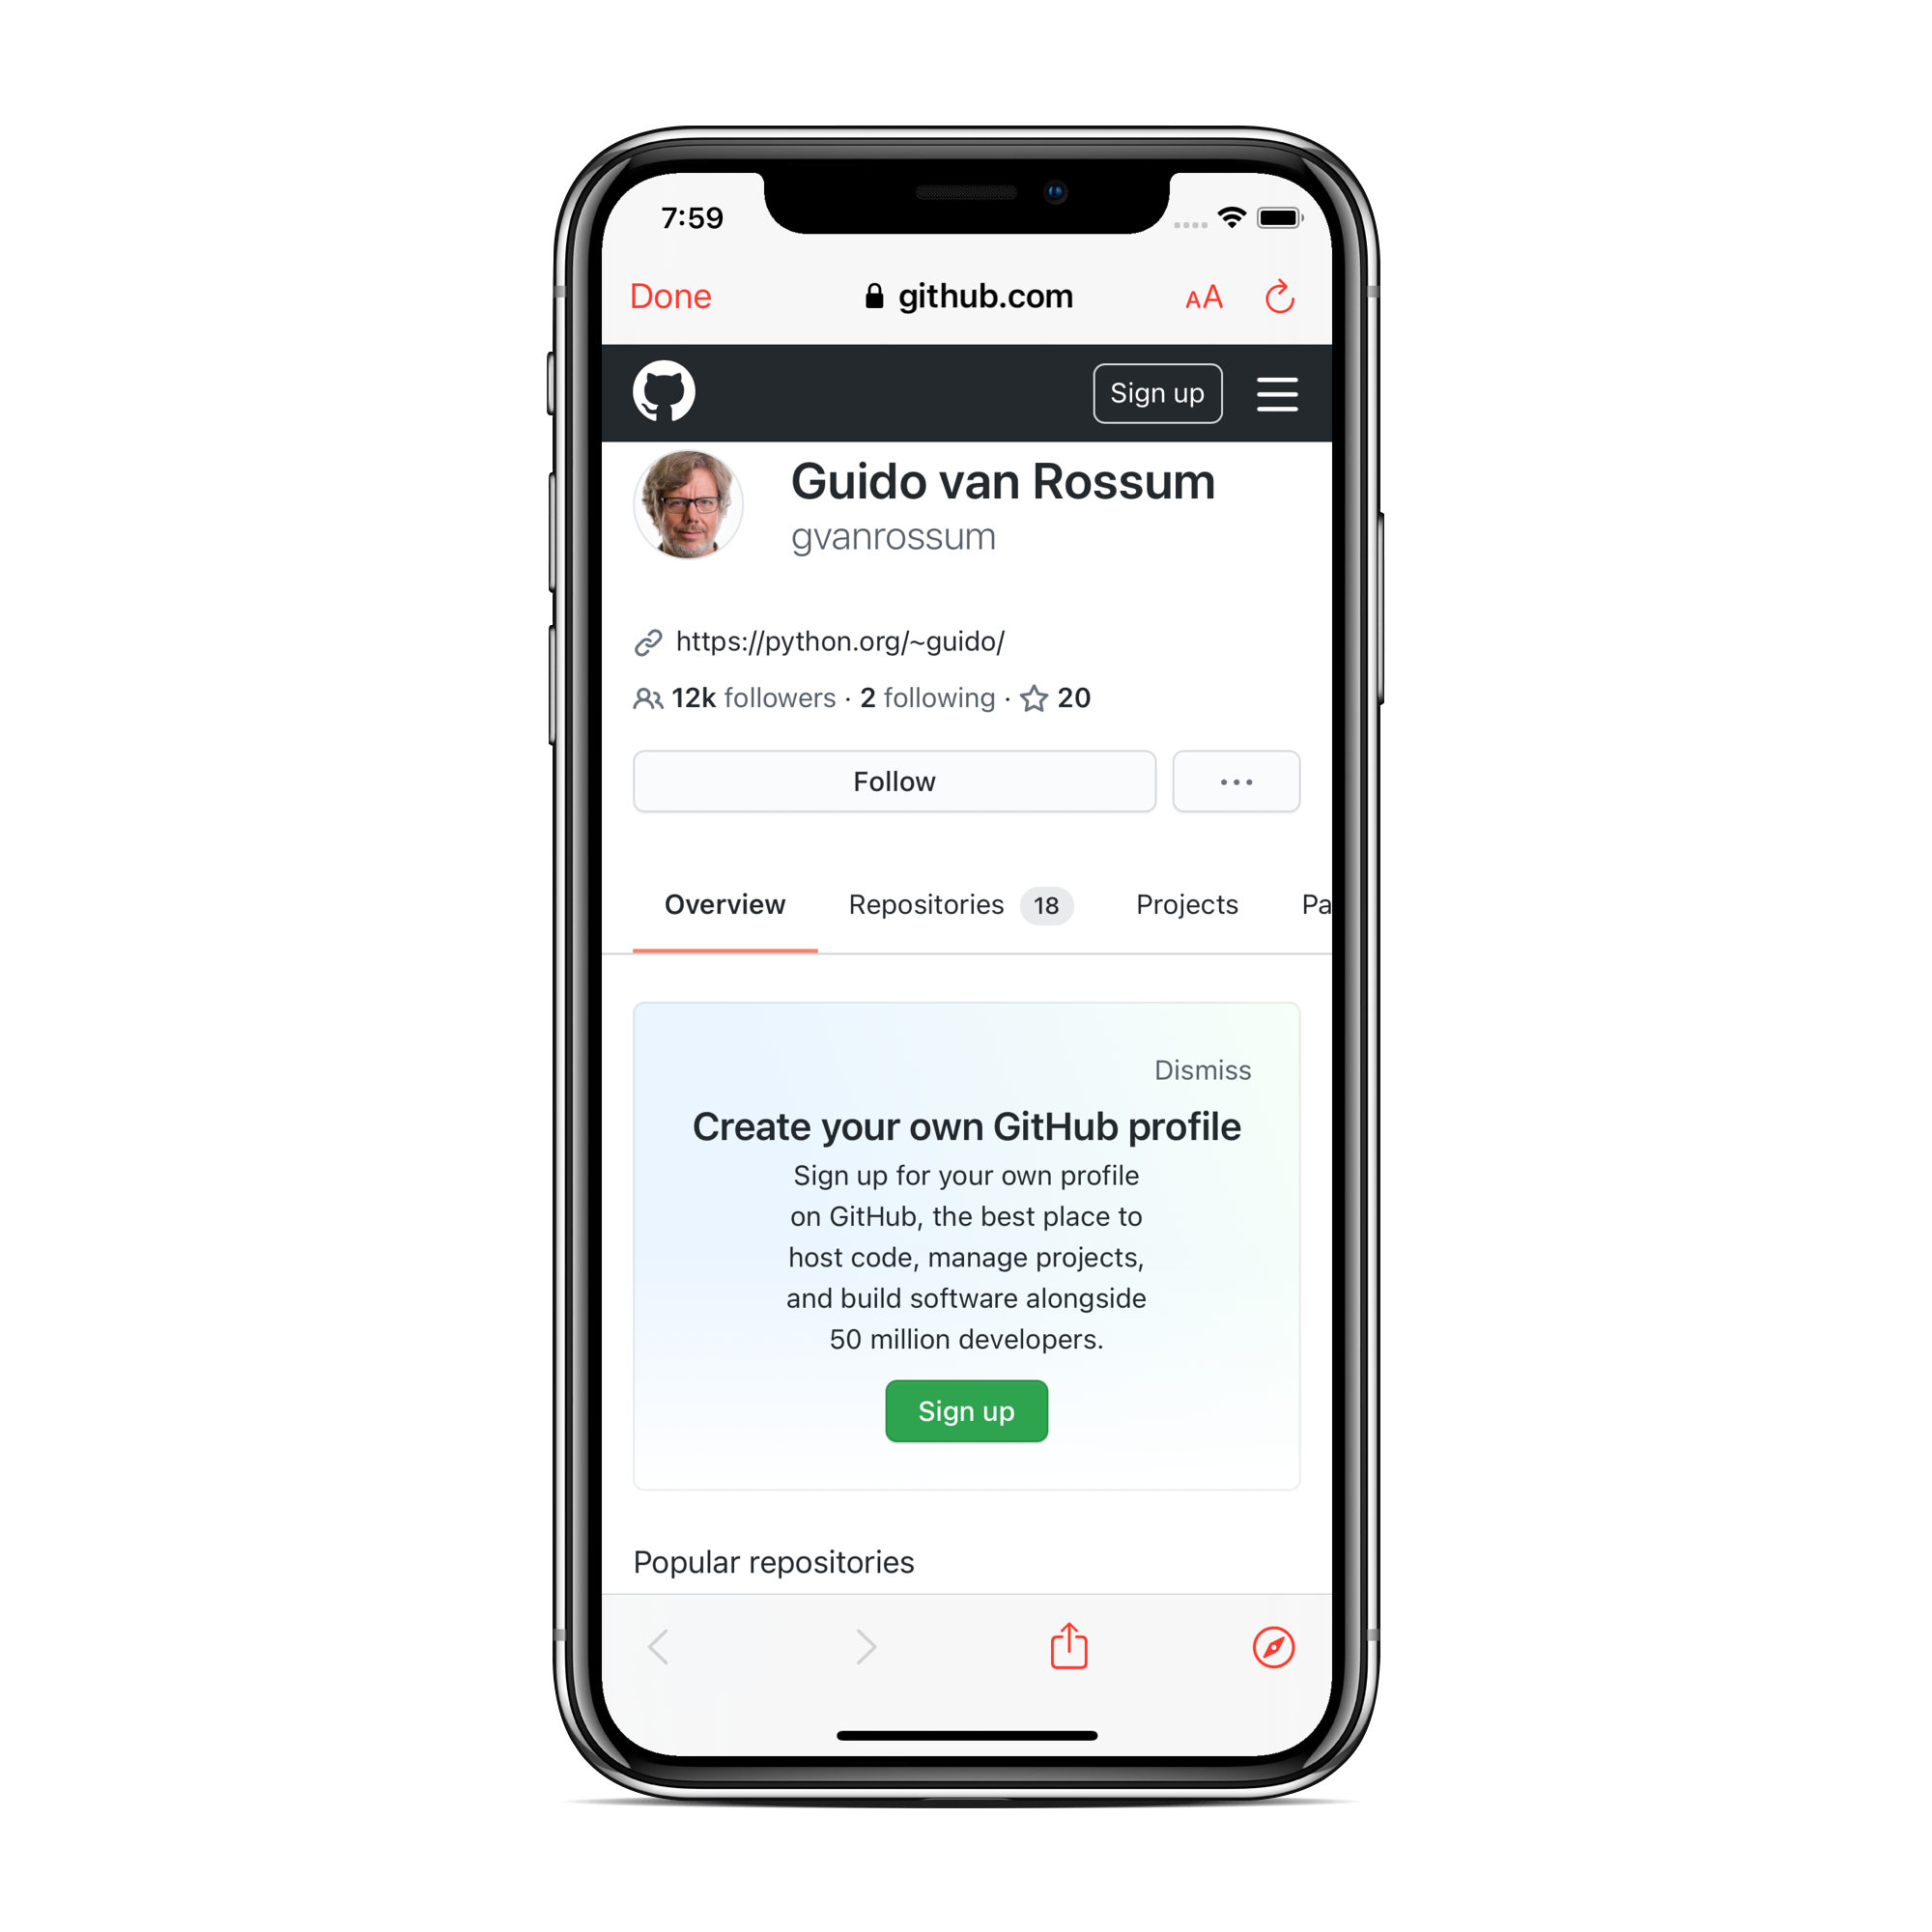 7:59
Done github.com AA
Sign up
Guido van Rossum
gvanrossum
https://python.org/~guido/
12k followers · 2 following · 20
Follow ...
Overview Repositories 18 Projects Pa
Dismiss
Create your own GitHub profile
Sign up for your own profile
on GitHub, the best place to
host code, manage projects,
and build software alongside
50 million developers.
Sign up
Popular repositories